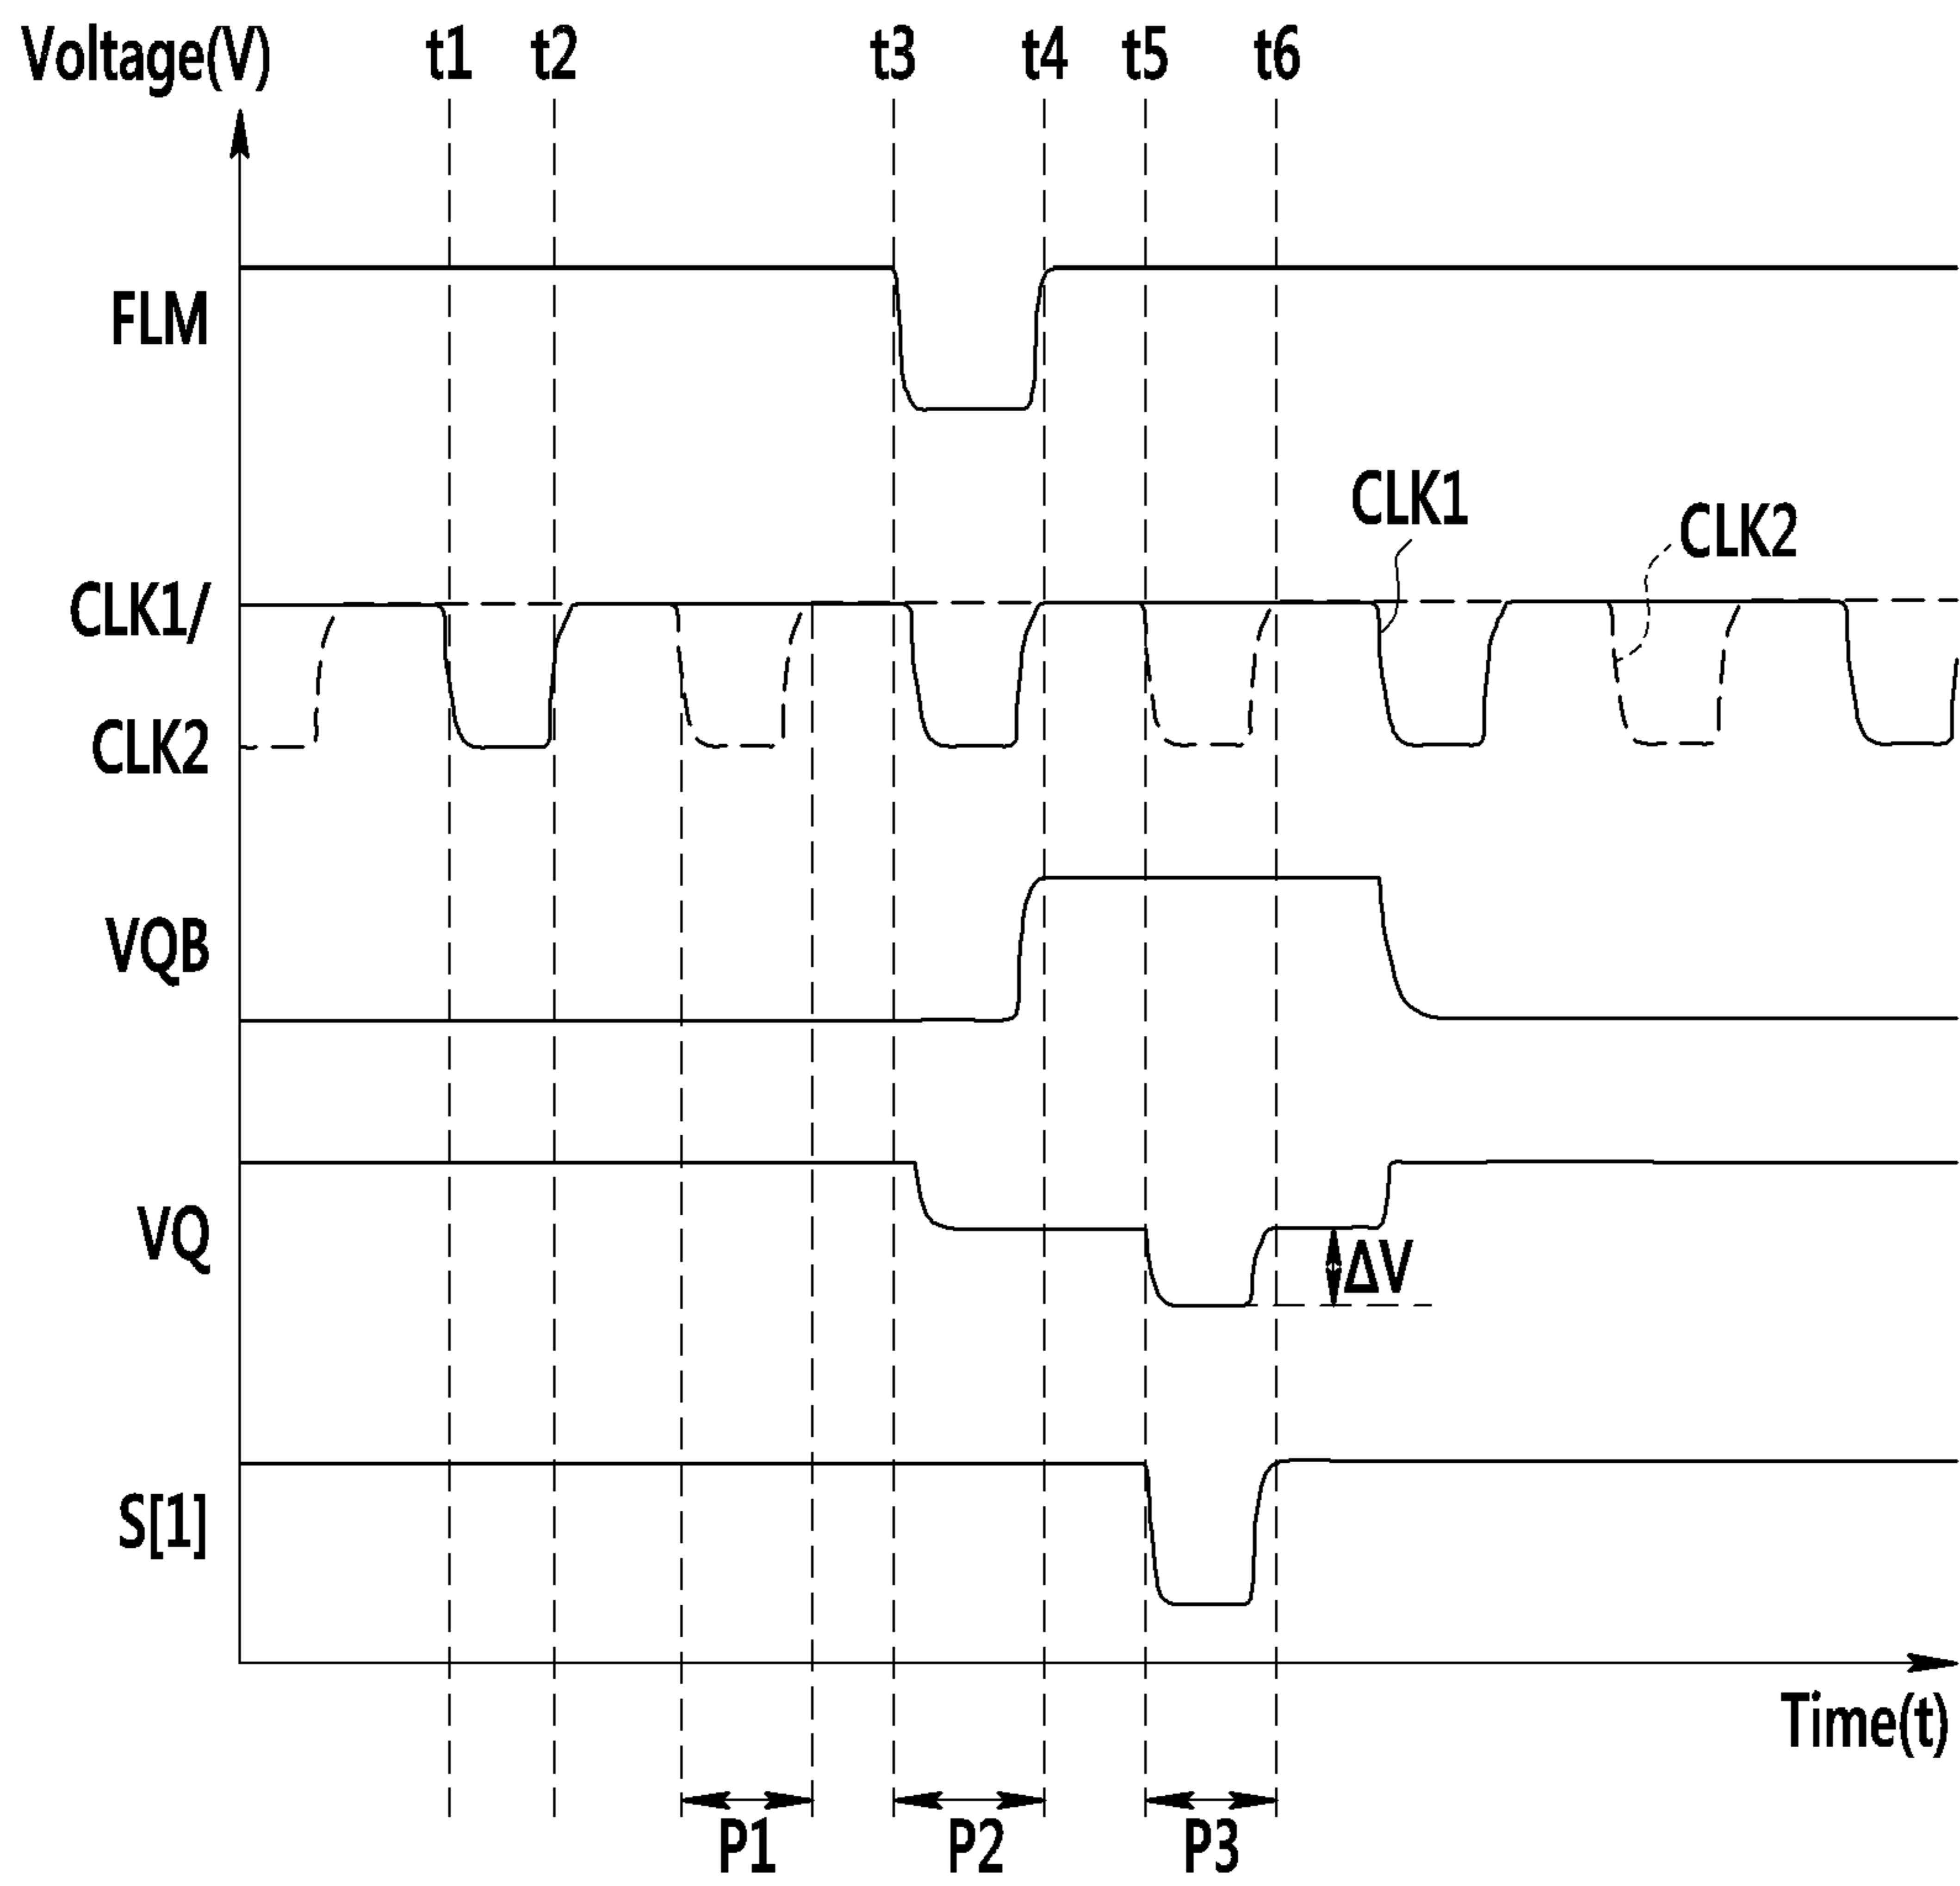 Voltage(V) t1 t2 t3 t4 t5 t6
FLM
CLK1
CLK2
CLK1/
CLK2
VQB
VQ
ΔV
S[1]
Time(t)
P1 P2 P3